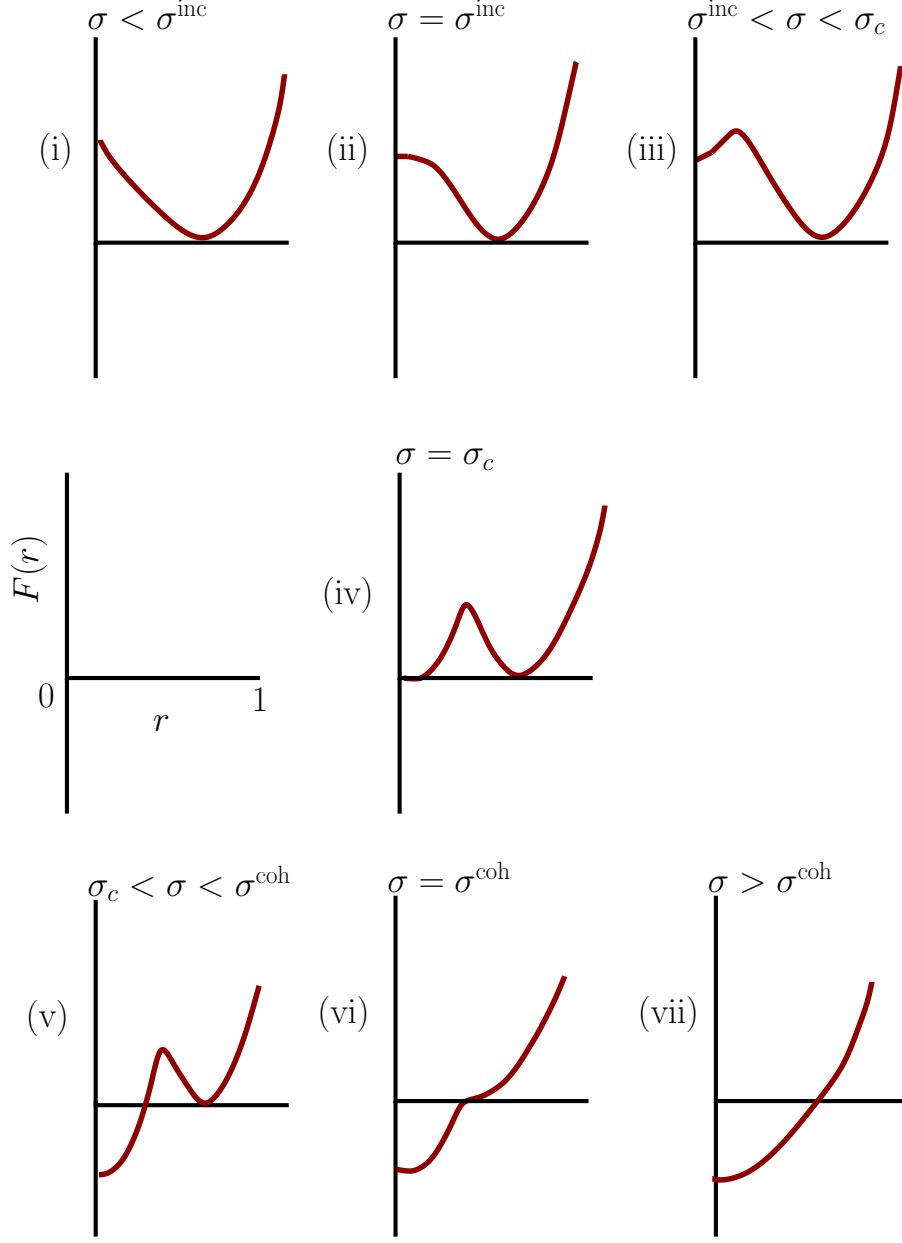 σ < σ^inc
σ = σ^inc
σ^inc < σ < σ_c
(i)
(ii)
(iii)
σ = σ_c
F(r)
(iv)
0
1
r
σ_c < σ < σ^coh
σ = σ^coh
σ > σ^coh
(v)
(vi)
(vii)